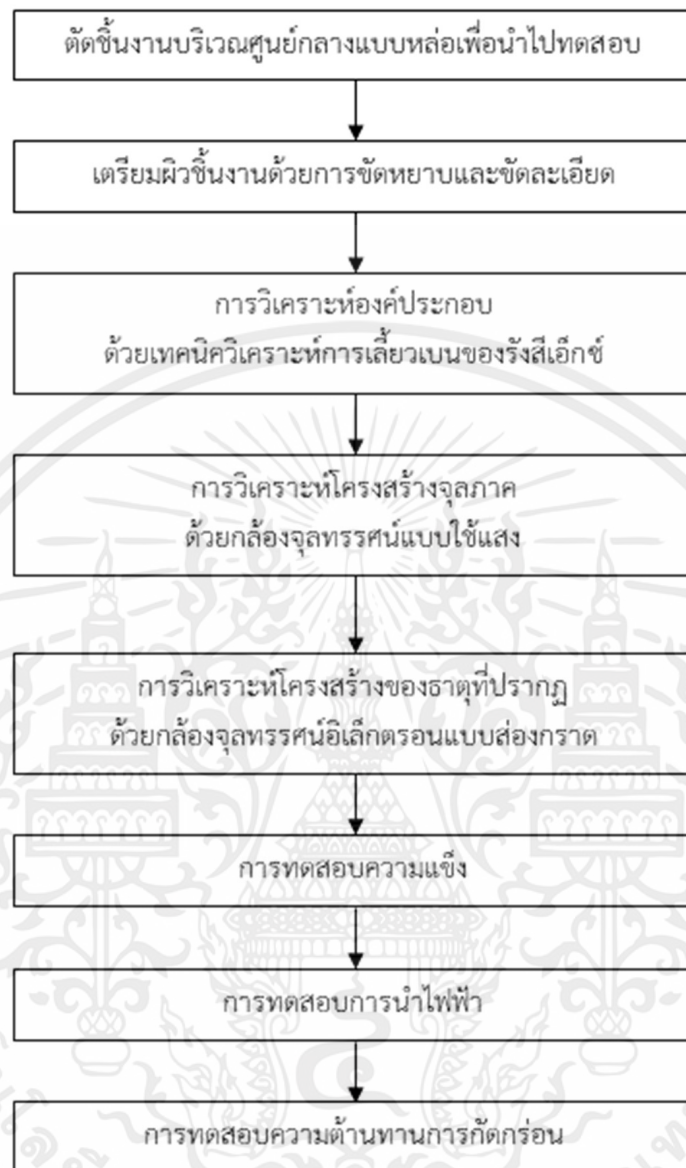 ตัดชิ้นงานบริเวณศูนย์กลางแบบหล่อเพื่อนำไปทดสอบ
เตรียมผิวชิ้นงานด้วยการขัดหยาบและขัดละเอียด
การวิเคราะห์องค์ประกอบ
ด้วยเทคนิควิเคราะห์การเลี้ยวเบนของรังสีเอ็กซ์
การวิเคราะห์โครงสร้างจุลภาค
ด้วยกล้องจุลทรรศน์แบบใช้แสง
การวิเคราะห์โครงสร้างของธาตุที่ปรากฏ
ด้วยกล้องจุลทรรศน์อิเล็กตรอนแบบส่องกราด
การทดสอบความแข็ง
การทดสอบการนำไฟฟ้า
การทดสอบความต้านทานการกัดกร่อน